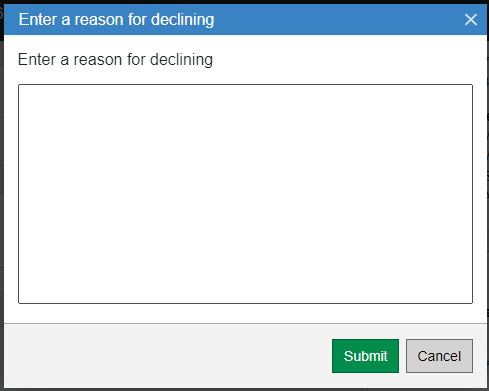 Enter a reason for declining
Enter a reason for declining
Submit
Cancel